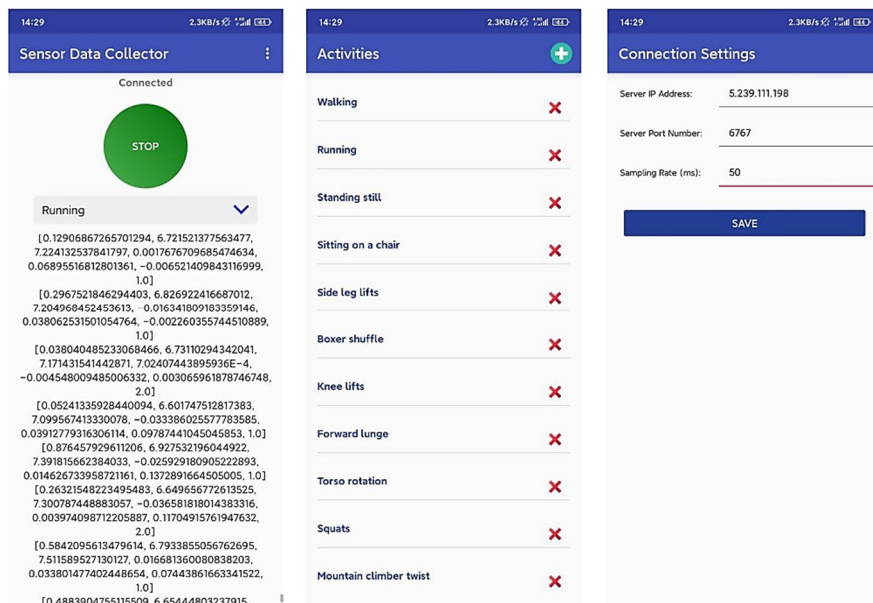 14:29
2.3KB/s
Sensor Data Collector
Connected
STOP
Running
[0.12906867265701294, 6.721521377563477,
7.224132537841797, 0.0017676709685474634,
0.06895516812801361, -0.006521409843116999,
1.0]
[0.2967521846294403, 6.826922416687012,
7.204968452453613, -0.016341809183359146,
0.038062531501054764, -0.002260355744510889,
1.0]
[0.038040485233068466, 6.73110294342041,
7.171431541442871, 7.02407443895936E-4,
-0.004548009485006332, 0.003065961878746748,
2.0]
[0.05241335928440094, 6.601747512817383,
7.099567413330078, -0.033386025577783585,
0.03912779316306114, 0.09787441045045853, 1.0]
[0.876457929611206, 6.927532196044922,
7.391815662384033, -0.025929180905222893,
0.014626733958721161, 0.1372891664505005, 1.0]
[0.26321548223495483, 6.649656772613525,
7.300787448883057, -0.036581818014383316,
0.003974098712205887, 0.11704915761947632,
2.0]
[0.5842095613479614, 6.7933855056762695,
7.511589527130127, 0.016681360080838203,
0.033801477402448654, 0.07443861663341522,
1.0]
[0.4883904755115509, 6.65444803237915,
14:29
2.3KB/s
Activities
Walking
Running
Standing still
Sitting on a chair
Side leg lifts
Boxer shuffle
Knee lifts
Forward lunge
Torso rotation
Squats
Mountain climber twist
14:29
2.3KB/s
Connection Settings
Server IP Address: 5.239.111.198
Server Port Number: 6767
Sampling Rate (ms): 50
SAVE